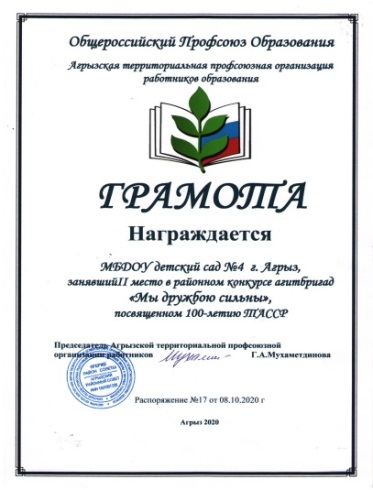 Общероссийский Профсоюз Образования
Агрызская территориальная профсоюзная организация
работников образования
ГРАМОТА
Награждается
МБДОУ детский сад №4 г. Агрыз,
занявшийII место в районном конкурсе агитбригад
«Мы дружбою сильны»,
посвященном 100-летию ТАССР
Председатель Агрызской территориальной профсоюзной
организации работников Г.А.Мухаметдинова
Распоряжение №17 от 08.10.2020 г
Агрыз 2020